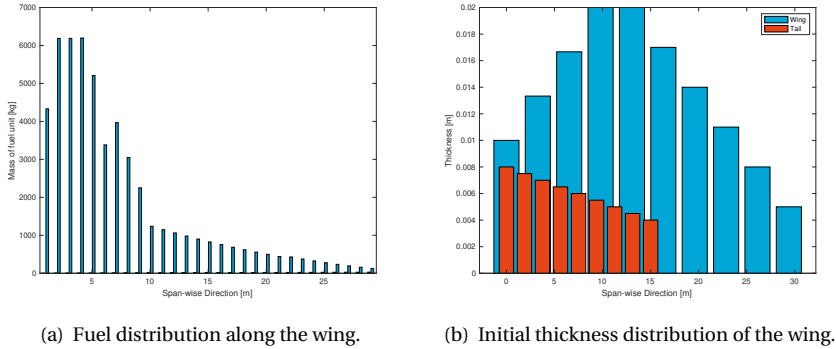 7000
6000
5000
4000
3000
2000
1000
0
Mass of fuel unit [kg]
5 10 15 20 25
Span-wise Direction [m]
(a) Fuel distribution along the wing.
0.02
0.018
0.016
0.014
0.012
0.01
0.008
0.006
0.004
0.002
0
Thickness [m]
Wing
Tail
0 5 10 15 20 25 30
Span-wise Direction [m]
(b) Initial thickness distribution of the wing.